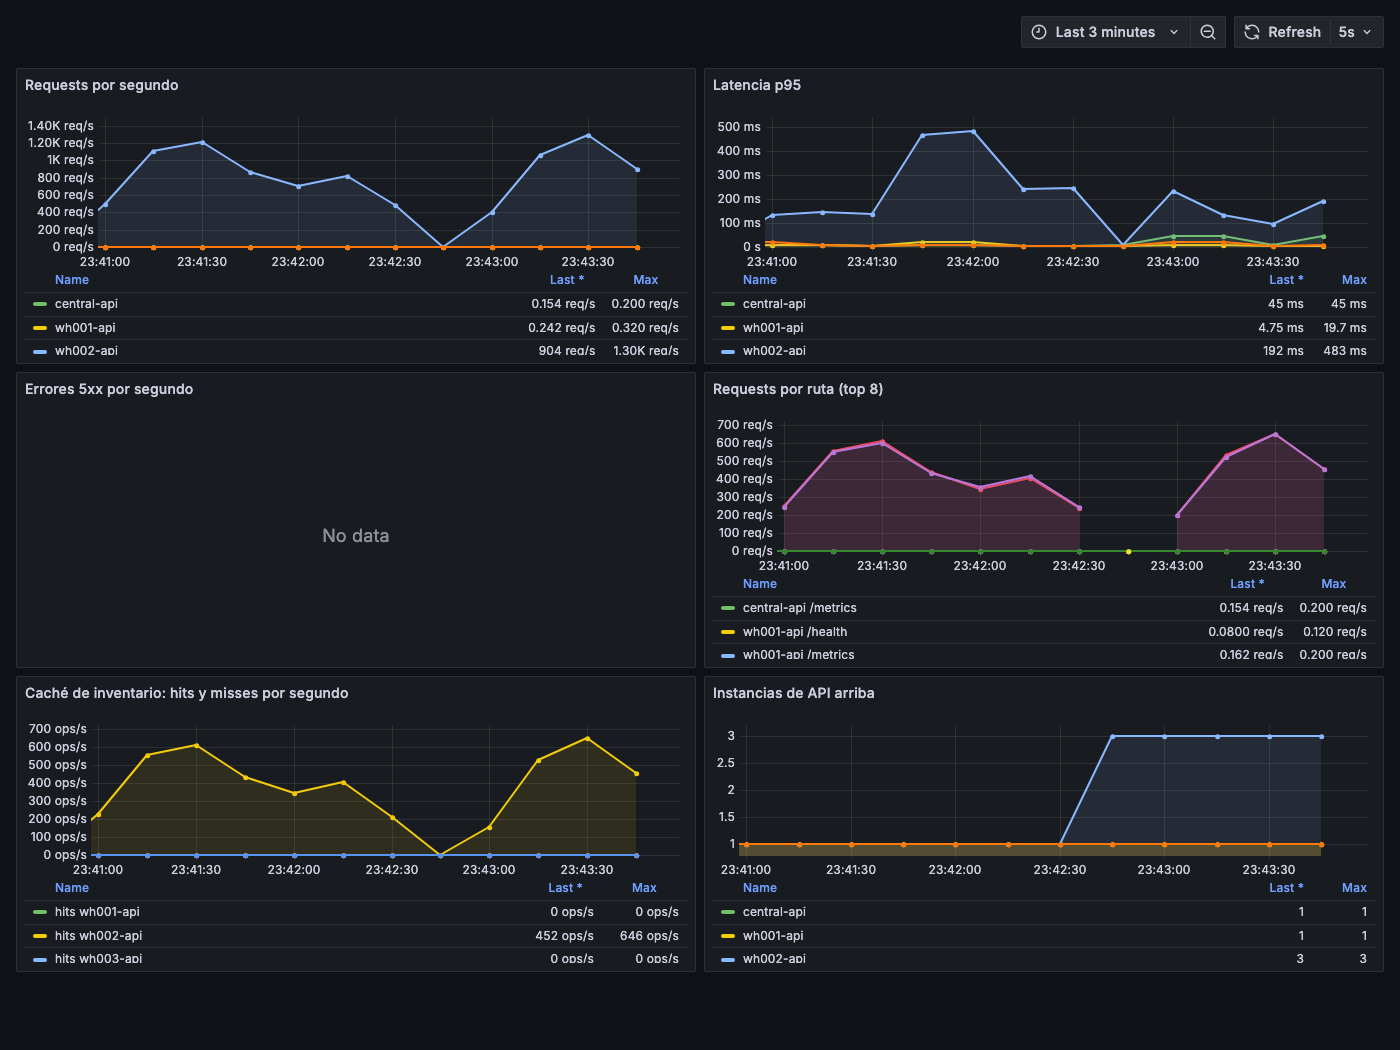 Last 3 minutes
Refresh
5s
Requests por segundo
1.40K req/s
1.20K req/s
1K req/s
800 req/s
600 req/s
400 req/s
200 req/s
0 req/s
23:41:00 23:41:30 23:42:00 23:42:30 23:43:00 23:43:30
Name Last * Max
central-api 0.154 req/s 0.200 req/s
wh001-api 0.242 req/s 0.320 req/s
wh002-api 904 req/s 1.30K req/s
Latencia p95
500 ms
400 ms
300 ms
200 ms
100 ms
0 s
23:41:00 23:41:30 23:42:00 23:42:30 23:43:00 23:43:30
Name Last * Max
central-api 45 ms 45 ms
wh001-api 4.75 ms 19.7 ms
wh002-api 192 ms 483 ms
Errores 5xx por segundo
No data
Requests por ruta (top 8)
700 req/s
600 req/s
500 req/s
400 req/s
300 req/s
200 req/s
100 req/s
0 req/s
23:41:00 23:41:30 23:42:00 23:42:30 23:43:00 23:43:30
Name Last * Max
central-api /metrics 0.154 req/s 0.200 req/s
wh001-api /health 0.0800 req/s 0.120 req/s
wh001-api /metrics 0.162 req/s 0.200 req/s
Caché de inventario: hits y misses por segundo
700 ops/s
600 ops/s
500 ops/s
400 ops/s
300 ops/s
200 ops/s
100 ops/s
0 ops/s
23:41:00 23:41:30 23:42:00 23:42:30 23:43:00 23:43:30
Name Last * Max
hits wh001-api 0 ops/s 0 ops/s
hits wh002-api 452 ops/s 646 ops/s
hits wh003-api 0 ops/s 0 ops/s
Instancias de API arriba
3
2.5
2
1.5
1
23:41:00 23:41:30 23:42:00 23:42:30 23:43:00 23:43:30
Name Last * Max
central-api 1 1
wh001-api 1 1
wh002-api 3 3